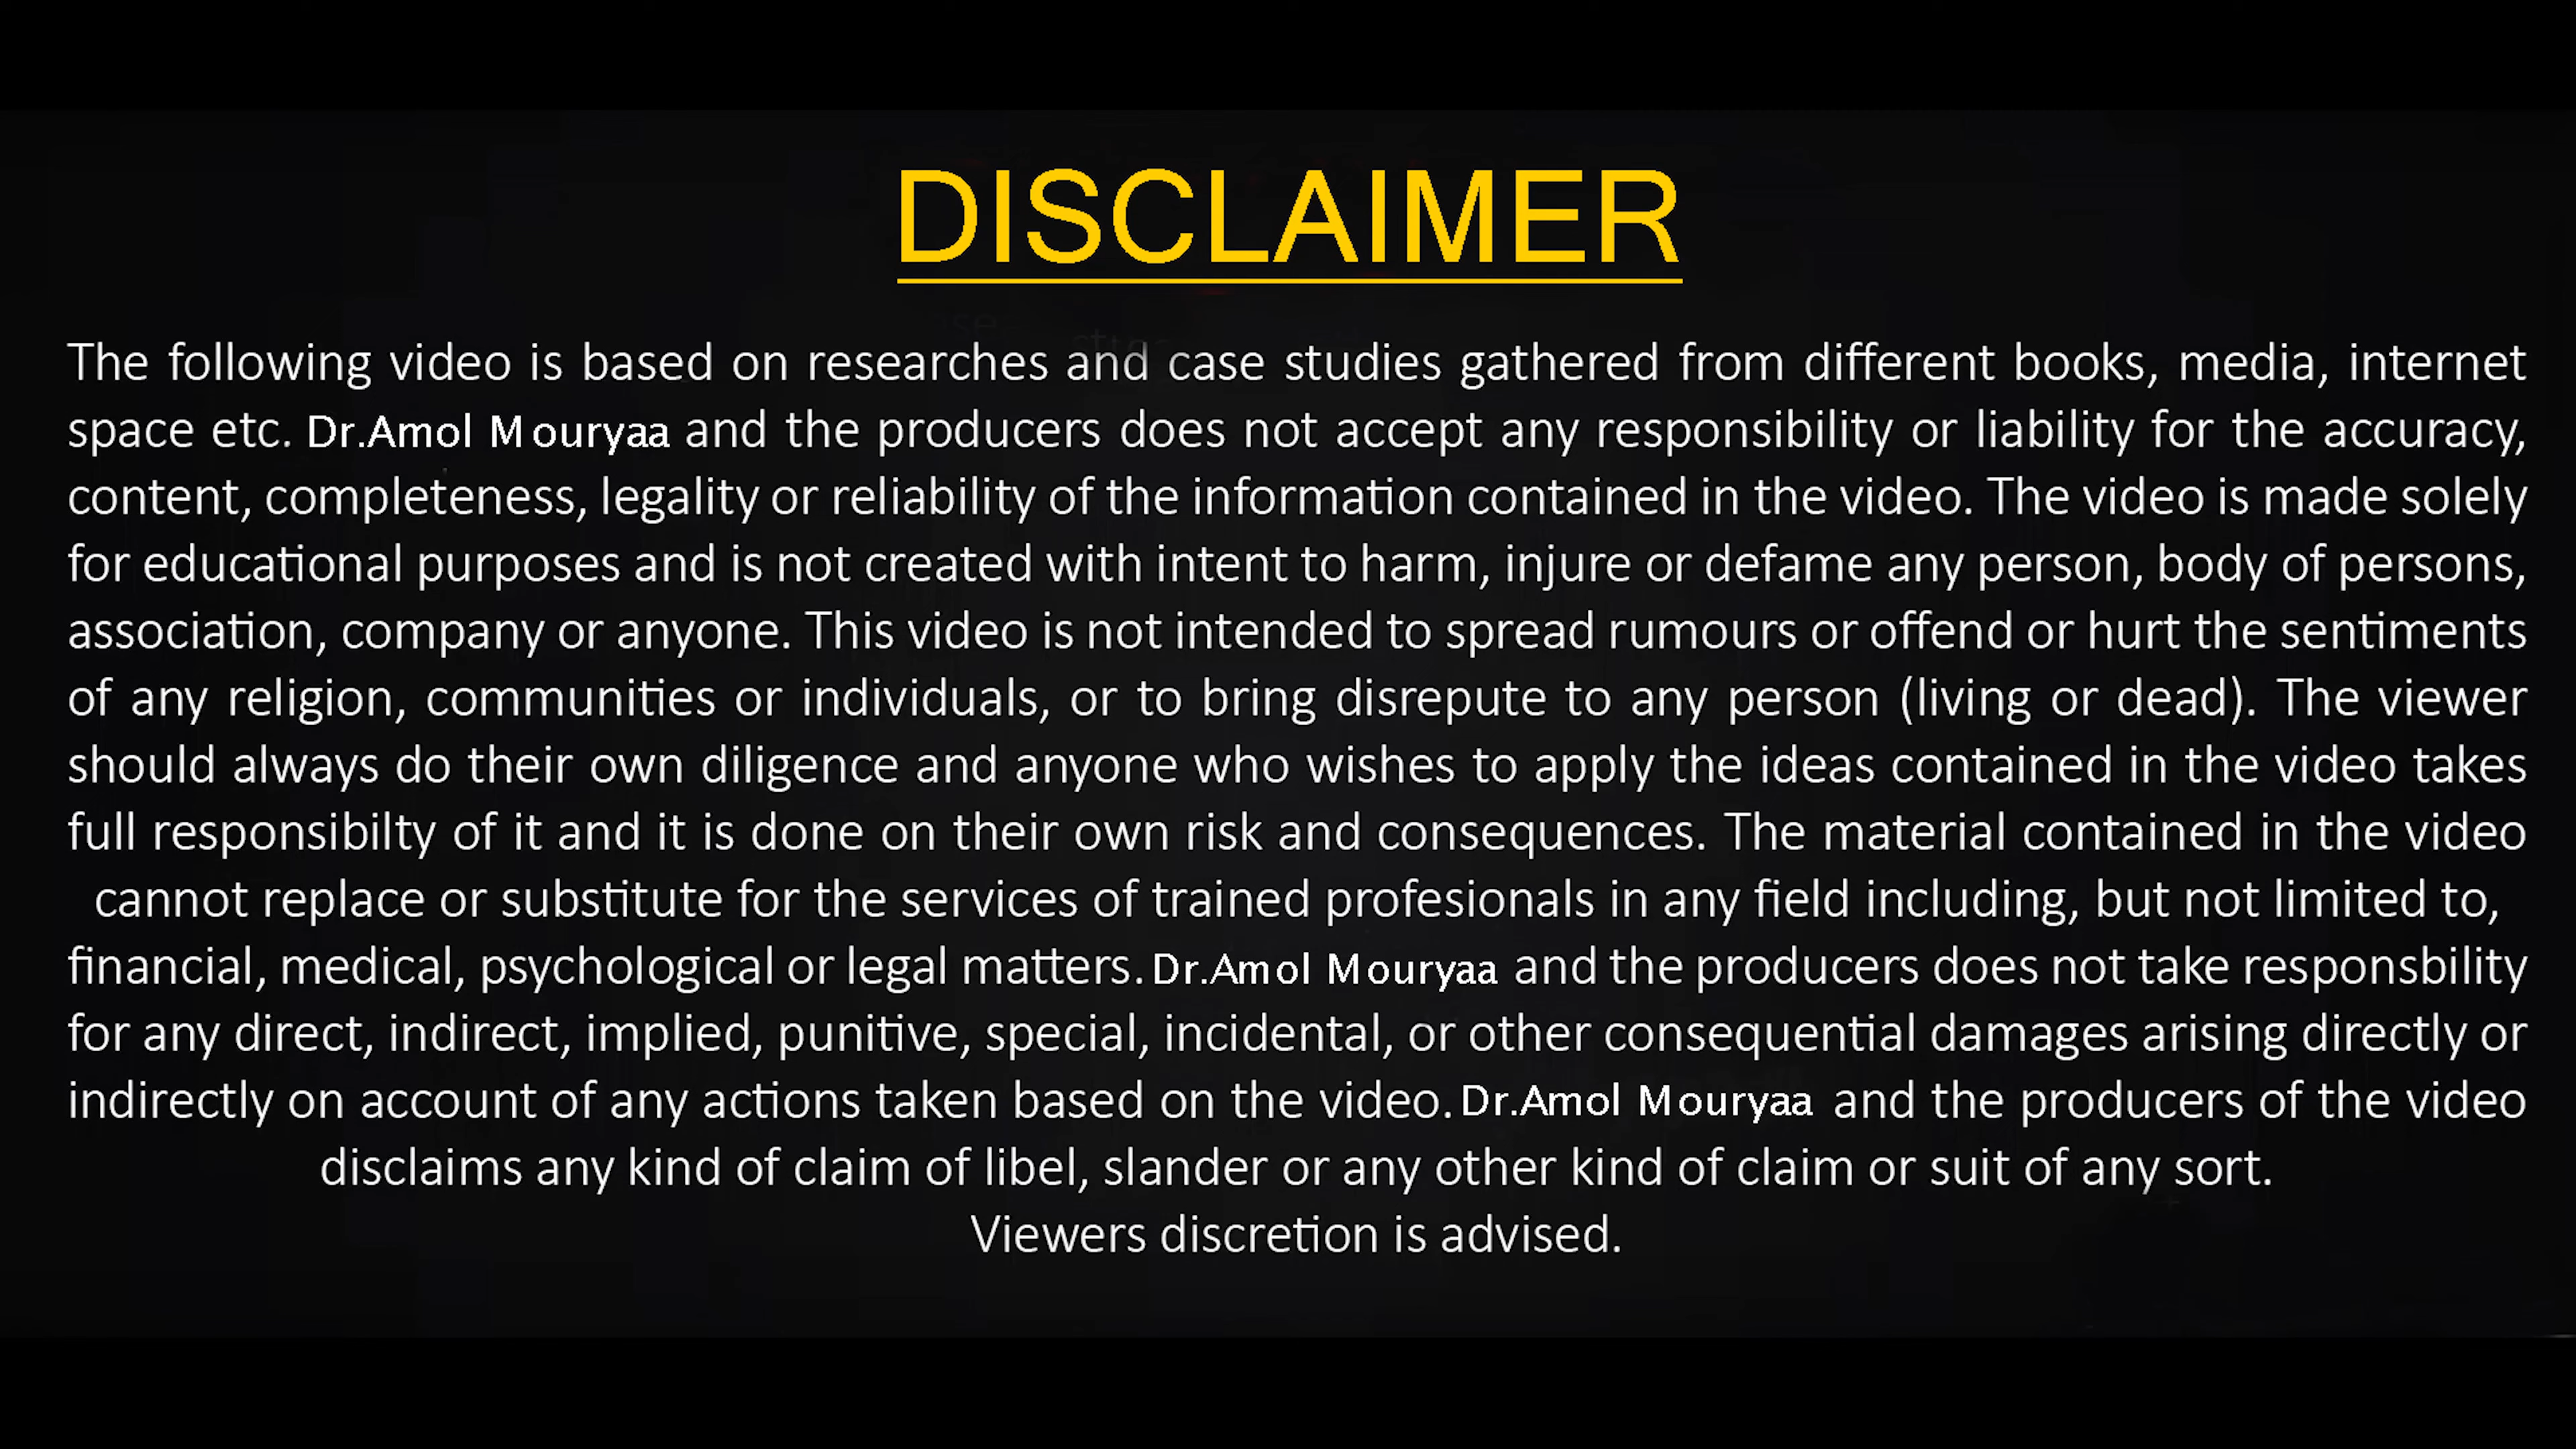 DISCLAIMER
The following video is based on researches and case studies gathered from different books, media, internet
space etc. Dr.Amol Mouryaa and the producers does not accept any responsibility or liability for the accuracy,
content, completeness, legality or reliability of the information contained in the video. The video is made solely
for educational purposes and is not created with intent to harm, injure or defame any person, body of persons,
association, company or anyone. This video is not intended to spread rumours or offend or hurt the sentiments
of any religion, communities or individuals, or to bring disrepute to any person (living or dead). The viewer
should always do their own diligence and anyone who wishes to apply the ideas contained in the video takes
full responsibilty of it and it is done on their own risk and consequences. The material contained in the video
cannot replace or substitute for the services of trained profesionals in any field including, but not limited to,
financial, medical, psychological or legal matters. Dr.Amol Mouryaa and the producers does not take responsbility
for any direct, indirect, implied, punitive, special, incidental, or other consequential damages arising directly or
indirectly on account of any actions taken based on the video. Dr.Amol Mouryaa and the producers of the video
disclaims any kind of claim of libel, slander or any other kind of claim or suit of any sort.
Viewers discretion is advised.